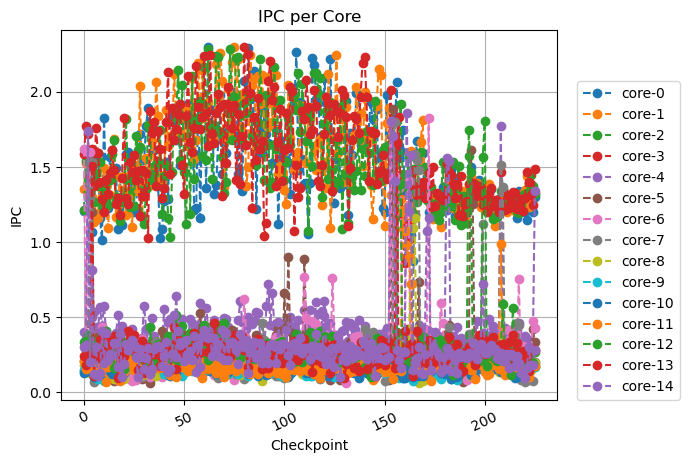 IPC per Core
IPC
2.0
1.5
1.0
0.5
0.0
0
50
100
150
200
Checkpoint
core-0
core-1
core-2
core-3
core-4
core-5
core-6
core-7
core-8
core-9
core-10
core-11
core-12
core-13
core-14